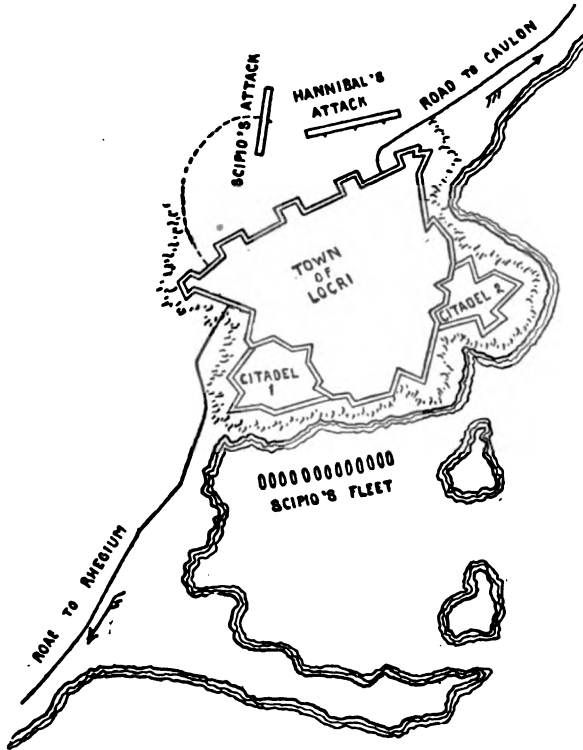 ROAD TO CAULON
HANNIBAL'S
ATTACK
SCIPIO'S ATTACK
TOWN
OF
LOCRI
CITADEL 2
CITADEL
1
SCIPIO'S FLEET
ROAD TO RHEGIUM